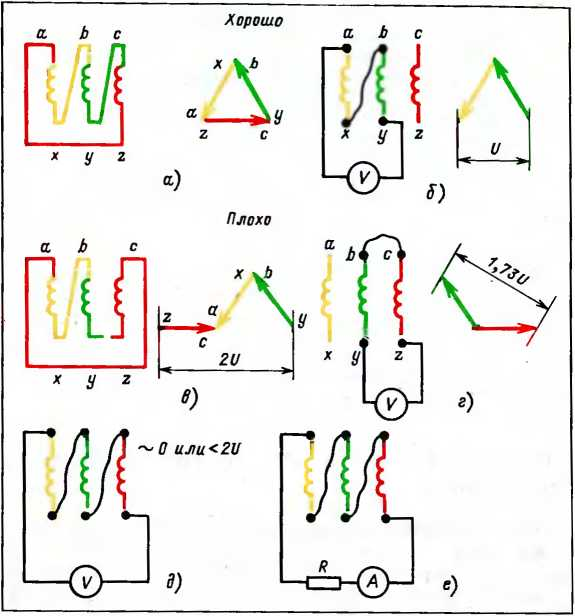 Хорошо
a b c
x y z
x b
a
z c y
а)
a b c
x y z
V
U
б)
Плохо
a b c
x y z
z c
a
x b
y
2U
в)
a b c
x y z
V
1,73U
г)
~ 0 или <2U
V
д)
R A
е)